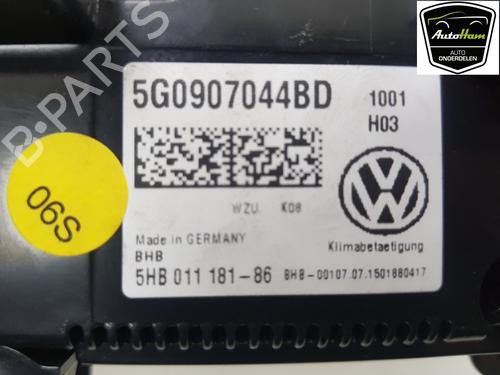 AutoHam
AUTO
ONDERDELEN
B-PARTS
5G0907044BD
1001
H03
WZU. K08
Made in GERMANY
BHB
5HB 011 181-86
BHB-00107.07.1501880417
Klimabetaetigung
S90